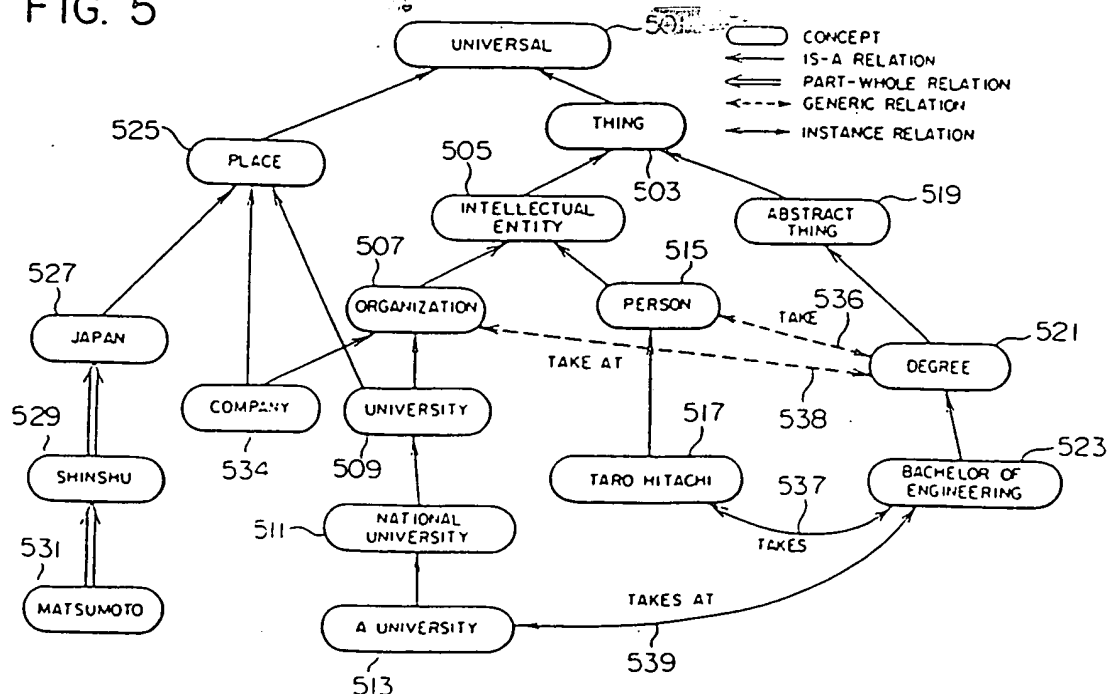 FIG. 5
UNIVERSAL
501
CONCEPT
IS-A RELATION
PART-WHOLE RELATION
GENERIC RELATION
INSTANCE RELATION
THING
503
525
PLACE
505
INTELLECTUAL
ENTITY
519
ABSTRACT
THING
507
ORGANIZATION
515
PERSON
527
JAPAN
TAKE
536
521
DEGREE
TAKE AT
538
COMPANY
534
UNIVERSITY
509
529
SHINSHU
517
TARO HITACHI
523
BACHELOR OF
ENGINEERING
537
TAKES
511
NATIONAL
UNIVERSITY
531
MATSUMOTO
A UNIVERSITY
513
TAKES AT
539